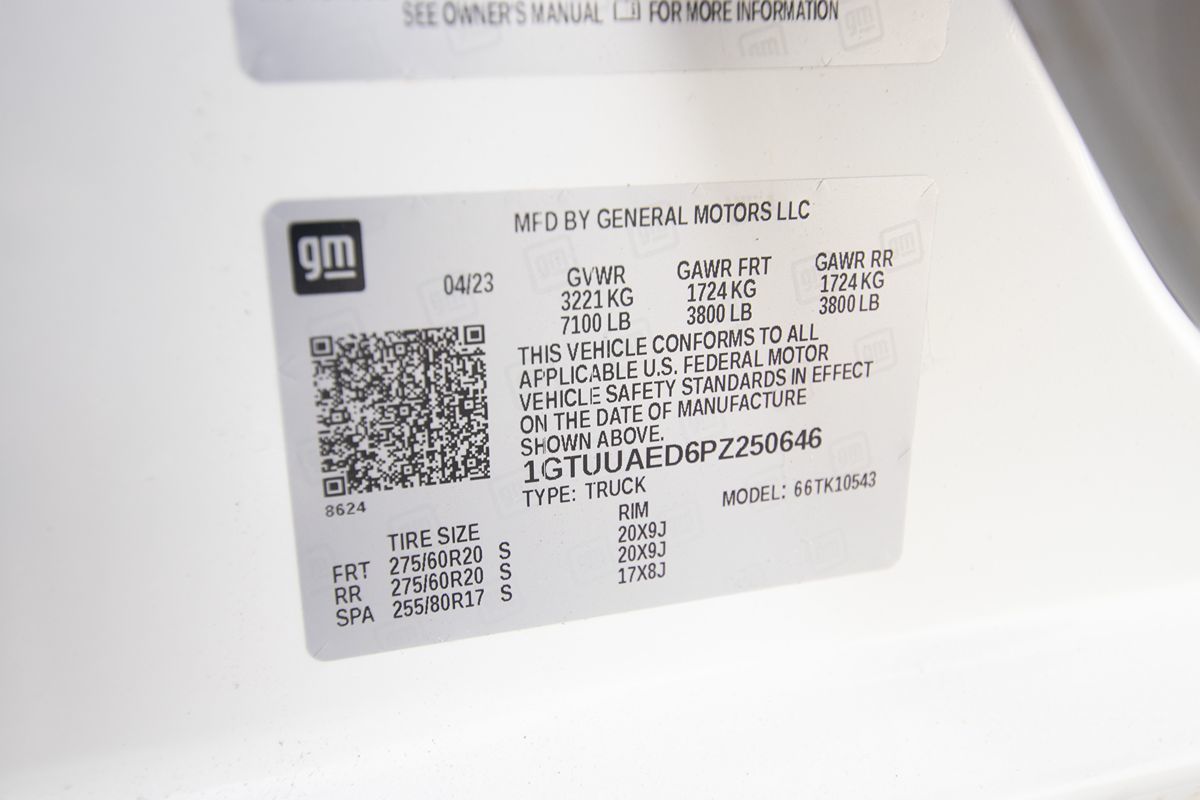 SEE OWNER'S MANUAL FOR MORE INFORMATION
gm
MFD BY GENERAL MOTORS LLC
04/23 GVWR GAWR FRT GAWR RR
3221 KG 1724 KG 1724 KG
7100 LB 3800 LB 3800 LB
THIS VEHICLE CONFORMS TO ALL
APPLICABLE U.S. FEDERAL MOTOR
VEHICLE SAFETY STANDARDS IN EFFECT
ON THE DATE OF MANUFACTURE
SHOWN ABOVE.
1GTUUAED6PZ250646
TYPE: TRUCK MODEL: 66TK10543
8624
TIRE SIZE RIM
FRT 275/60R20 S 20X9J
RR 275/60R20 S 20X9J
SPA 255/80R17 S 17X8J